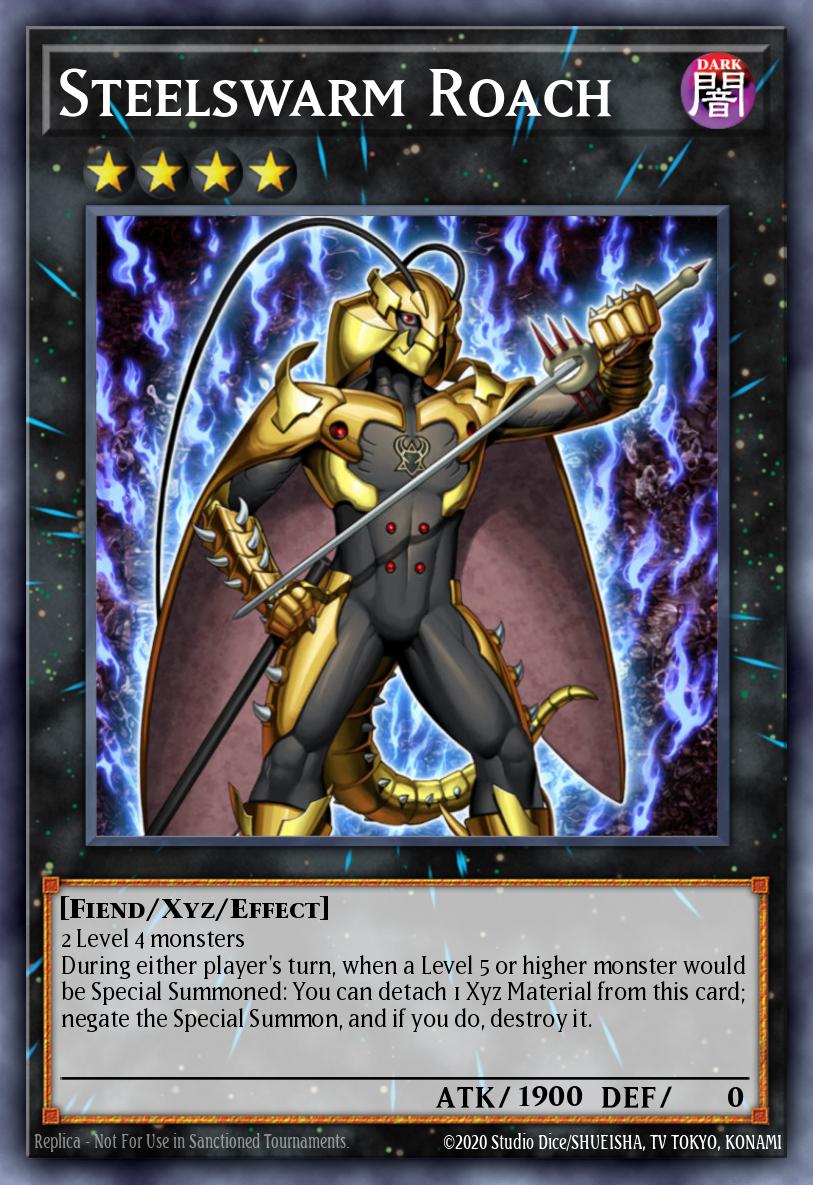 Steelswarm Roach
DARK
闇
[Fiend/Xyz/Effect]
2 Level 4 monsters
During either player's turn, when a Level 5 or higher monster would
be Special Summoned: You can detach 1 Xyz Material from this card;
negate the Special Summon, and if you do, destroy it.
ATK/ 1900 DEF/ 0
Replica - Not For Use in Sanctioned Tournaments. ©2020 Studio Dice/SHUEISHA, TV TOKYO, KONAMI